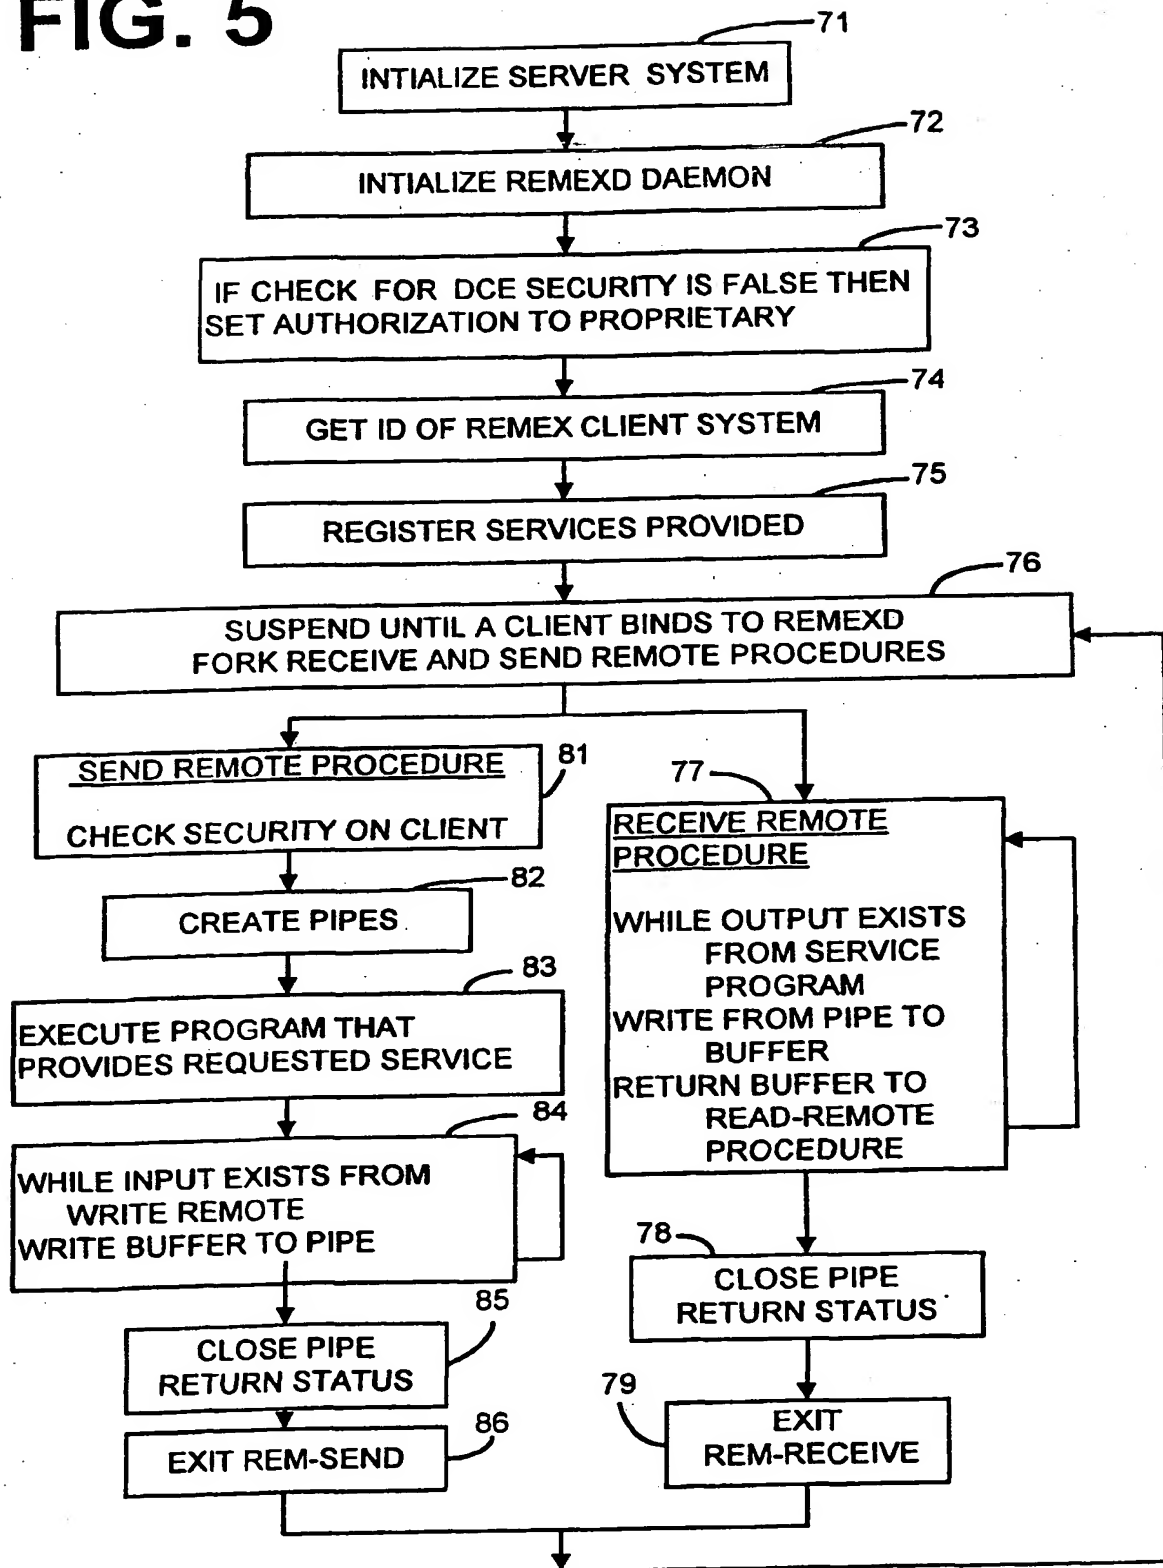 FIG. 5
71
INTIALIZE SERVER SYSTEM
72
INTIALIZE REMEXD DAEMON
73
IF CHECK FOR DCE SECURITY IS FALSE THEN
SET AUTHORIZATION TO PROPRIETARY
74
GET ID OF REMEX CLIENT SYSTEM
75
REGISTER SERVICES PROVIDED
76
SUSPEND UNTIL A CLIENT BINDS TO REMEXD
FORK RECEIVE AND SEND REMOTE PROCEDURES
81
SEND REMOTE PROCEDURE
CHECK SECURITY ON CLIENT
82
CREATE PIPES
83
EXECUTE PROGRAM THAT
PROVIDES REQUESTED SERVICE
84
WHILE INPUT EXISTS FROM
WRITE REMOTE
WRITE BUFFER TO PIPE
85
CLOSE PIPE
RETURN STATUS
86
EXIT REM-SEND
77
RECEIVE REMOTE
PROCEDURE
WHILE OUTPUT EXISTS
FROM SERVICE
PROGRAM
WRITE FROM PIPE TO
BUFFER
RETURN BUFFER TO
READ-REMOTE
PROCEDURE
78
CLOSE PIPE
RETURN STATUS
79
EXIT
REM-RECEIVE